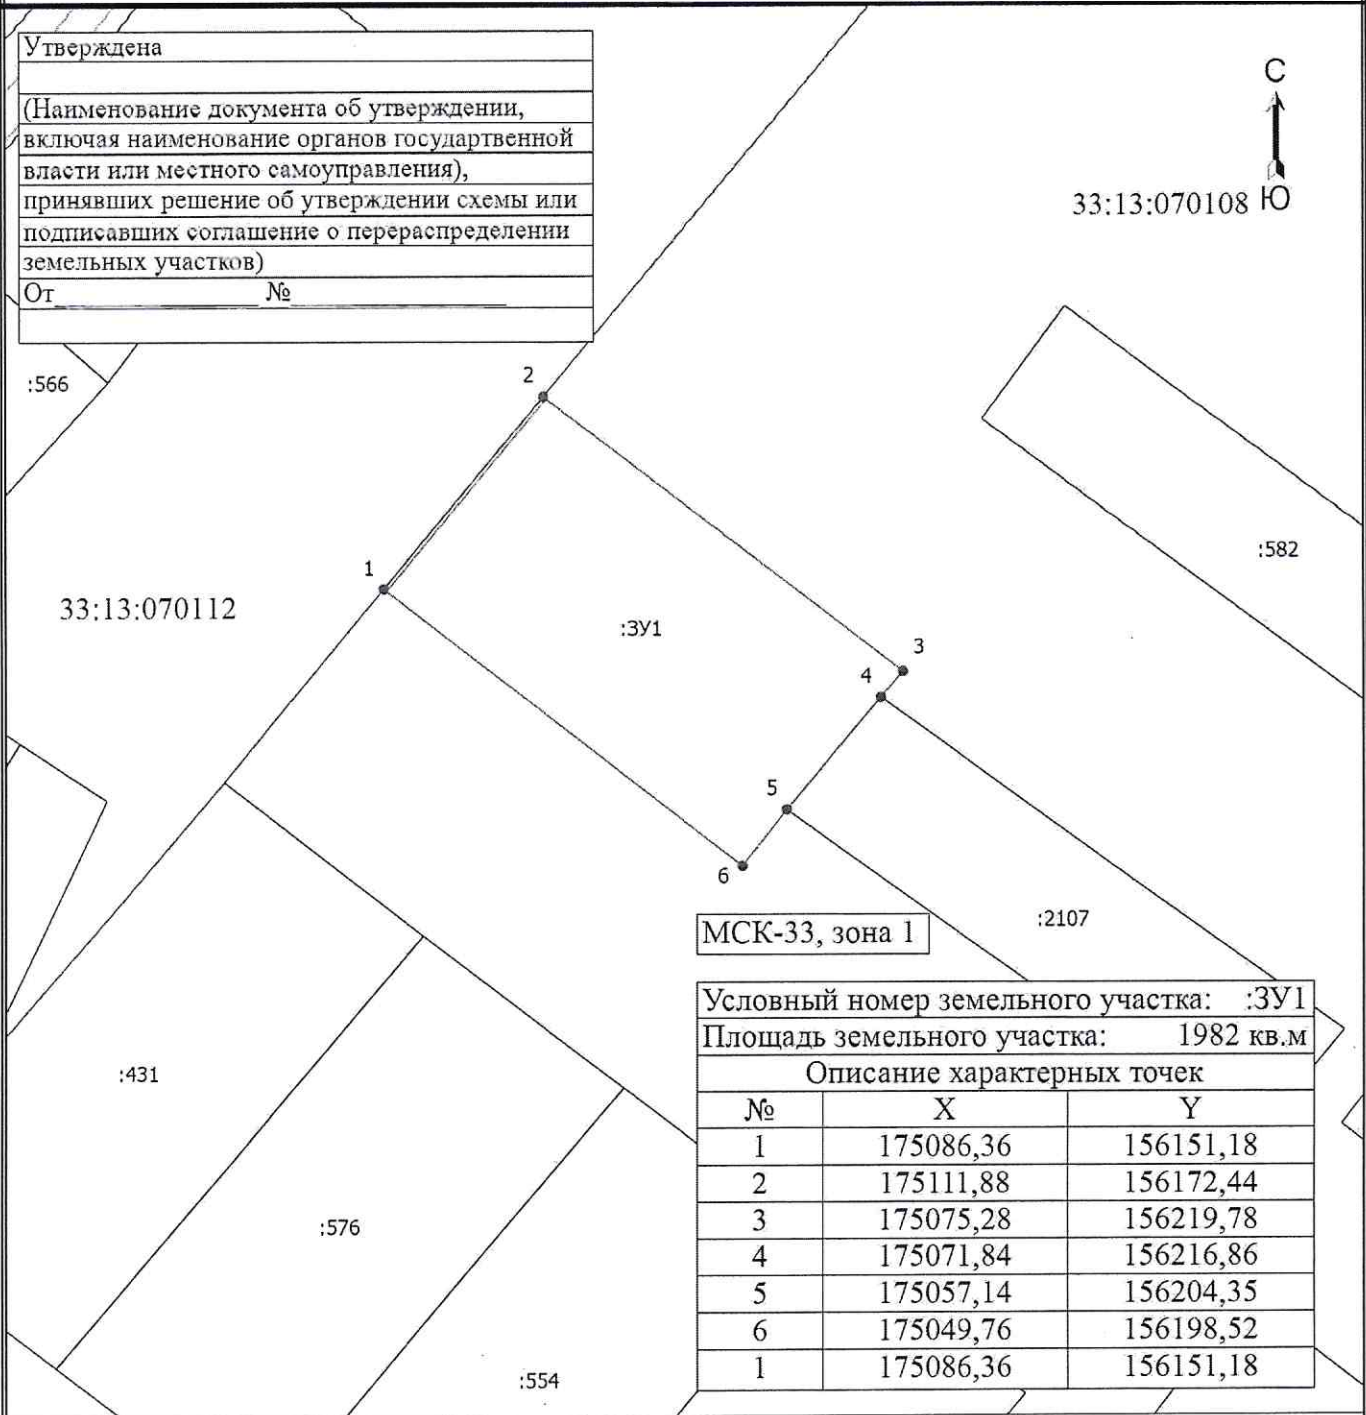 Утверждена
(Наименование документа об утверждении,
включая наименование органов государтвенной
власти или местного самоуправления),
принявших решение об утверждении схемы или
подписавших соглашение о перераспределении
земельных участков)
От №
С
Ю
33:13:070108
:566
2
:582
1
33:13:070112
:ЗУ1
3
4
5
6
:2107
МСК-33, зона 1
Условный номер земельного участка: :ЗУ1
Площадь земельного участка: 1982 кв.м
Описание характерных точек
№ X Y
1 175086,36 156151,18
2 175111,88 156172,44
3 175075,28 156219,78
4 175071,84 156216,86
5 175057,14 156204,35
6 175049,76 156198,52
1 175086,36 156151,18
:431
:576
:554